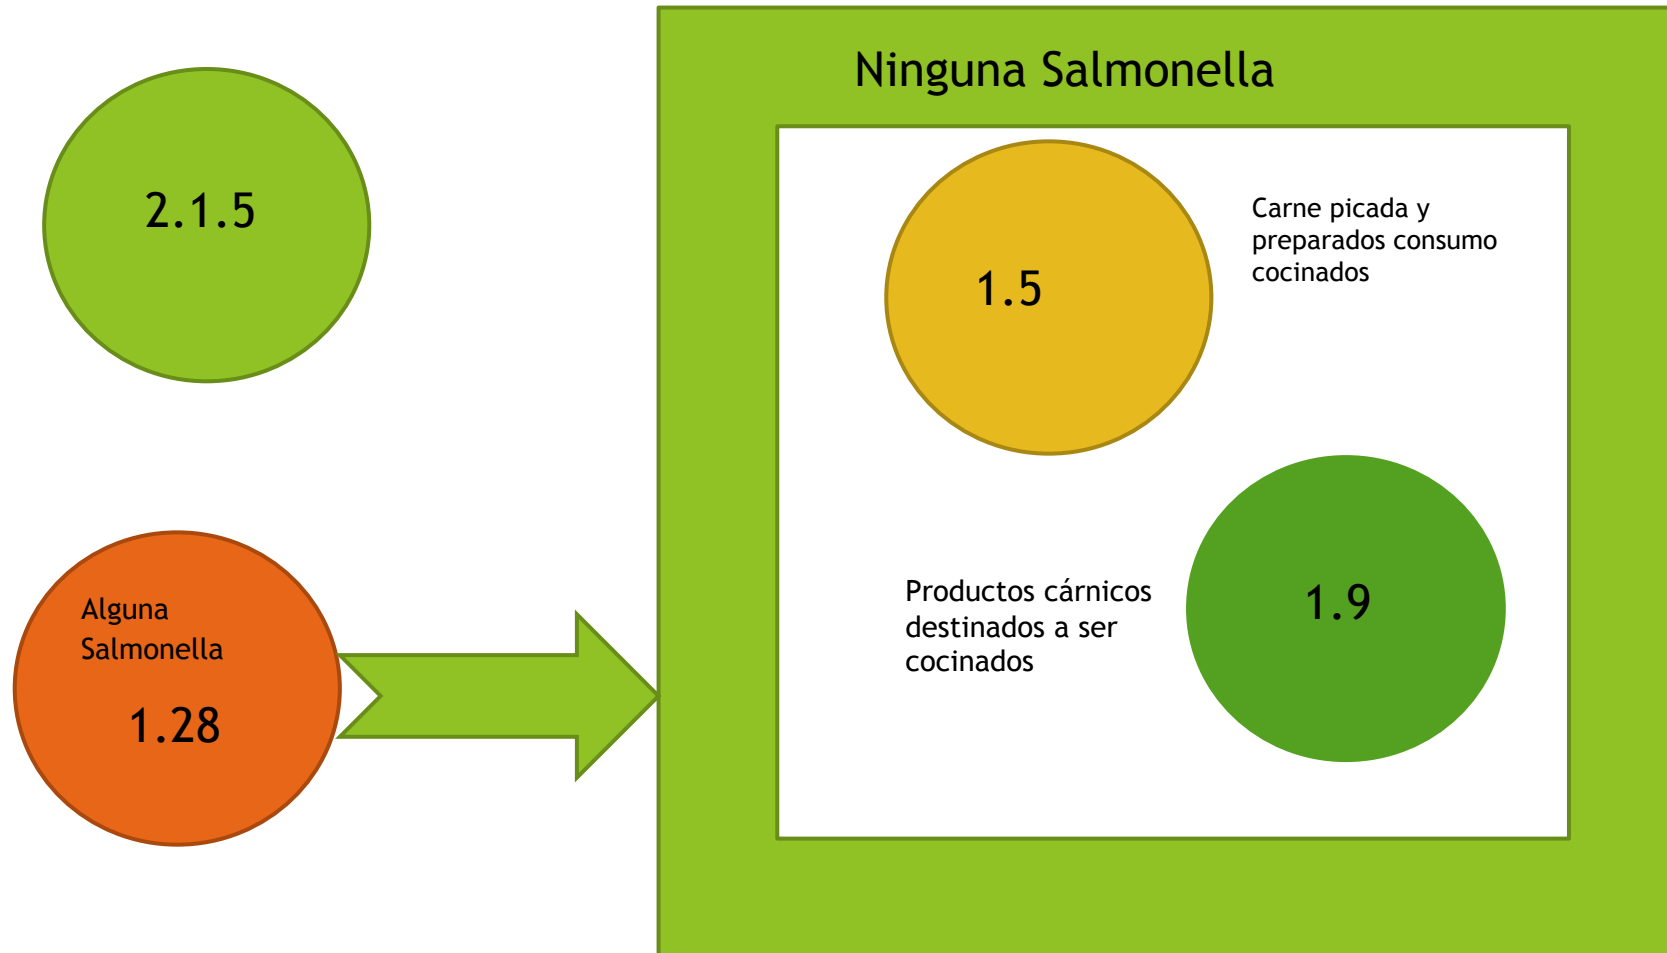 Ninguna Salmonella
2.1.5
1.5
Carne picada y
preparados consumo
cocinados
Alguna
Salmonella
1.28
Productos cárnicos
destinados a ser
cocinados
1.9